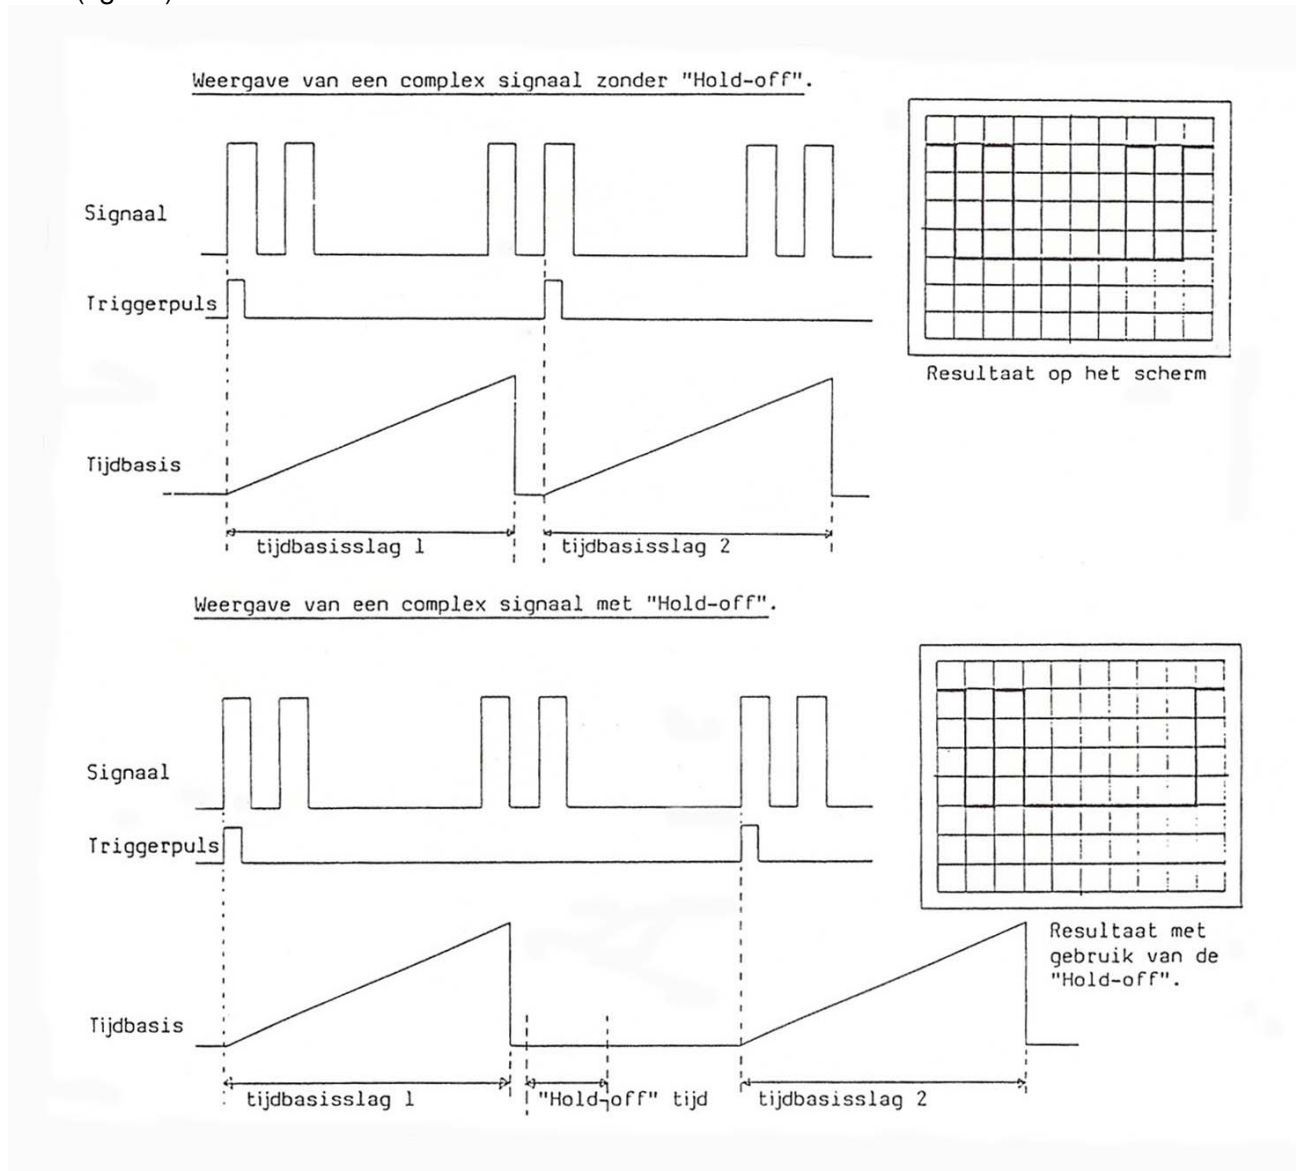 Weergave van een complex signaal zonder "Hold-off".
Signaal
Triggerpuls
Resultaat op het scherm
Tijdbasis
tijdbasisslag 1
tijdbasisslag 2
Weergave van een complex signaal met "Hold-off".
Signaal
Triggerpuls
Resultaat met
gebruik van de
"Hold-off".
Tijdbasis
tijdbasisslag 1
"Hold-off" tijd
tijdbasisslag 2